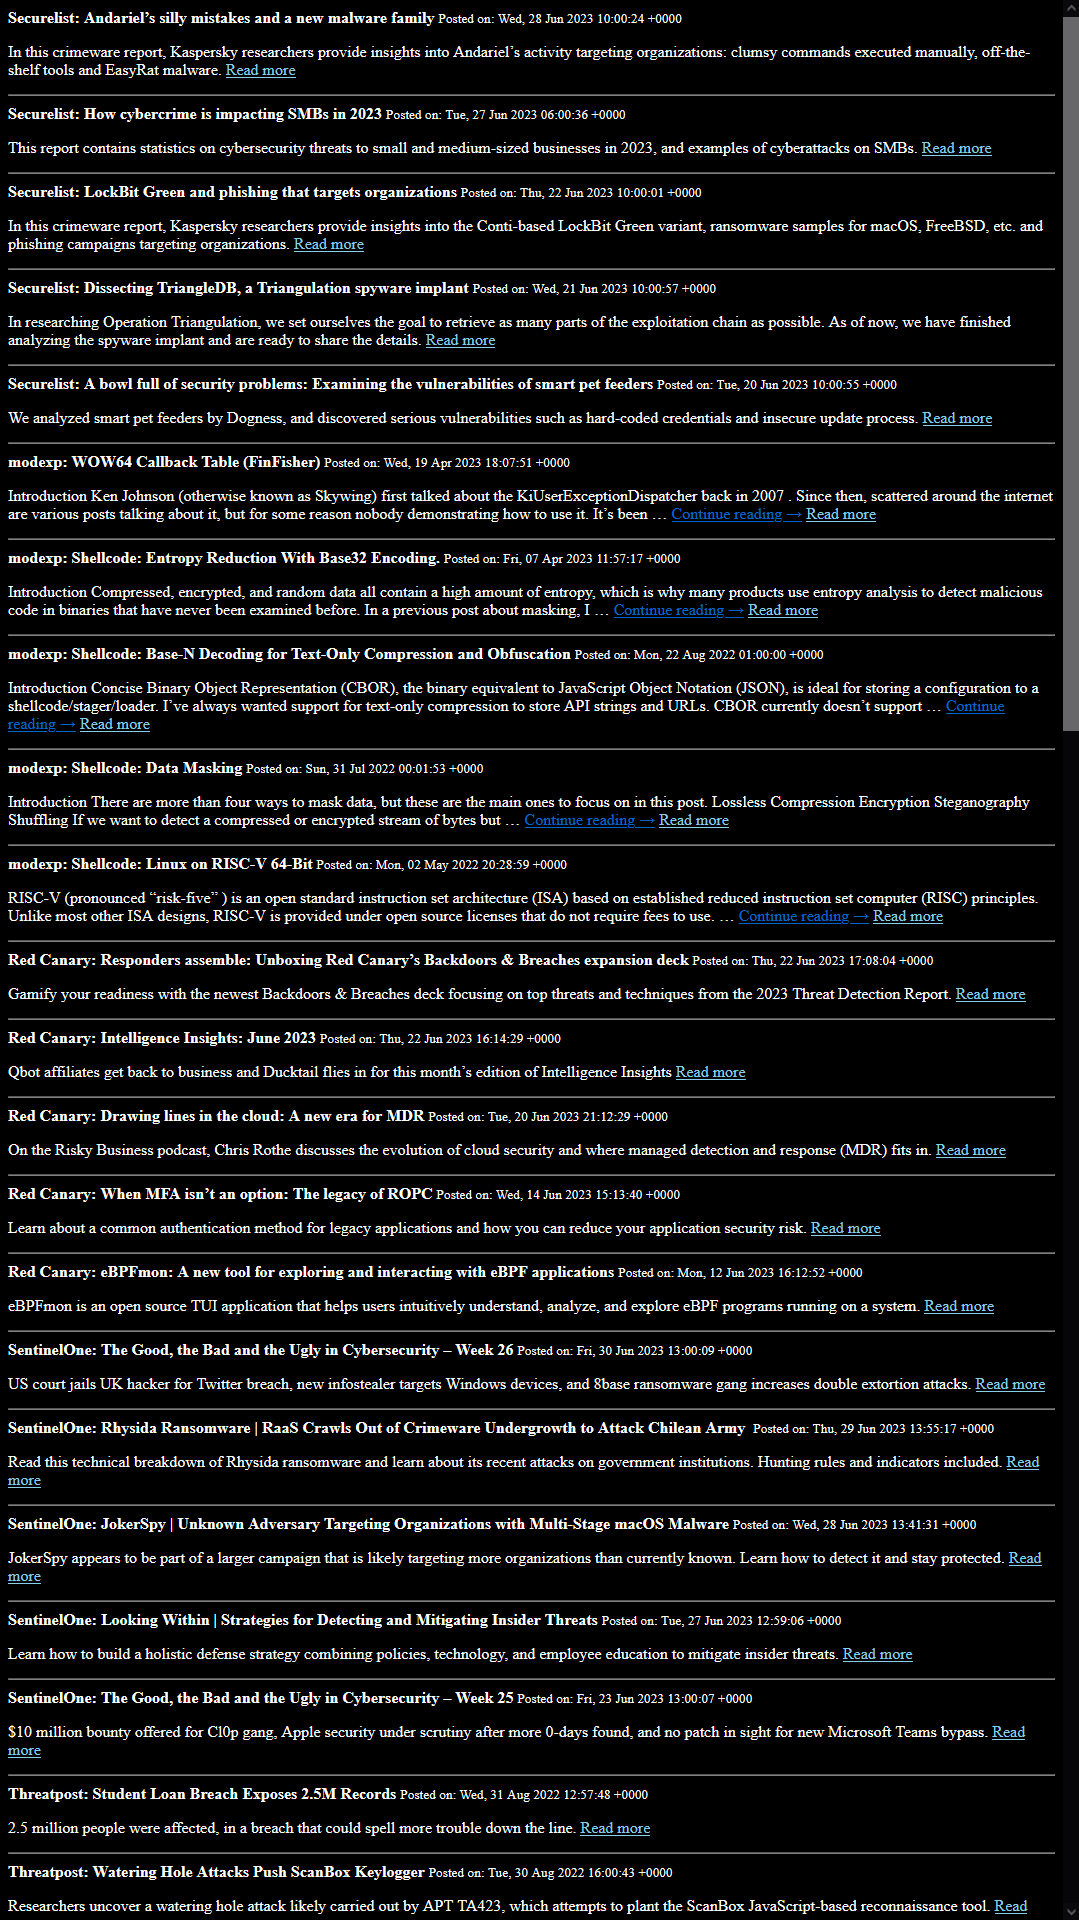 Securelist: Andariel’s silly mistakes and a new malware family Posted on: Wed, 28 Jun 2023 10:00:24 +0000
In this crimeware report, Kaspersky researchers provide insights into Andariel’s activity targeting organizations: clumsy commands executed manually, off-the-
shelf tools and EasyRat malware. Read more
Securelist: How cybercrime is impacting SMBs in 2023 Posted on: Tue, 27 Jun 2023 06:00:36 +0000
This report contains statistics on cybersecurity threats to small and medium-sized businesses in 2023, and examples of cyberattacks on SMBs. Read more
Securelist: LockBit Green and phishing that targets organizations Posted on: Thu, 22 Jun 2023 10:00:01 +0000
In this crimeware report, Kaspersky researchers provide insights into the Conti-based LockBit Green variant, ransomware samples for macOS, FreeBSD, etc. and
phishing campaigns targeting organizations. Read more
Securelist: Dissecting TriangleDB, a Triangulation spyware implant Posted on: Wed, 21 Jun 2023 10:00:57 +0000
In researching Operation Triangulation, we set ourselves the goal to retrieve as many parts of the exploitation chain as possible. As of now, we have finished
analyzing the spyware implant and are ready to share the details. Read more
Securelist: A bowl full of security problems: Examining the vulnerabilities of smart pet feeders Posted on: Tue, 20 Jun 2023 10:00:55 +0000
We analyzed smart pet feeders by Dogness, and discovered serious vulnerabilities such as hard-coded credentials and insecure update process. Read more
modexp: WOW64 Callback Table (FinFisher) Posted on: Wed, 19 Apr 2023 18:07:51 +0000
Introduction Ken Johnson (otherwise known as Skywing) first talked about the KiUserExceptionDispatcher back in 2007 . Since then, scattered around the internet
are various posts talking about it, but for some reason nobody demonstrating how to use it. It’s been … Continue reading → Read more
modexp: Shellcode: Entropy Reduction With Base32 Encoding. Posted on: Fri, 07 Apr 2023 11:57:17 +0000
Introduction Compressed, encrypted, and random data all contain a high amount of entropy, which is why many products use entropy analysis to detect malicious
code in binaries that have never been examined before. In a previous post about masking, I … Continue reading → Read more
modexp: Shellcode: Base-N Decoding for Text-Only Compression and Obfuscation Posted on: Mon, 22 Aug 2022 01:00:00 +0000
Introduction Concise Binary Object Representation (CBOR), the binary equivalent to JavaScript Object Notation (JSON), is ideal for storing a configuration to a
shellcode/stager/loader. I’ve always wanted support for text-only compression to store API strings and URLs. CBOR currently doesn’t support … Continue
reading → Read more
modexp: Shellcode: Data Masking Posted on: Sun, 31 Jul 2022 00:01:53 +0000
Introduction There are more than four ways to mask data, but these are the main ones to focus on in this post. Lossless Compression Encryption Steganography
Shuffling If we want to detect a compressed or encrypted stream of bytes but … Continue reading → Read more
modexp: Shellcode: Linux on RISC-V 64-Bit Posted on: Mon, 02 May 2022 20:28:59 +0000
RISC-V (pronounced “risk-five” ) is an open standard instruction set architecture (ISA) based on established reduced instruction set computer (RISC) principles.
Unlike most other ISA designs, RISC-V is provided under open source licenses that do not require fees to use. … Continue reading → Read more
Red Canary: Responders assemble: Unboxing Red Canary’s Backdoors & Breaches expansion deck Posted on: Thu, 22 Jun 2023 17:08:04 +0000
Gamify your readiness with the newest Backdoors & Breaches deck focusing on top threats and techniques from the 2023 Threat Detection Report. Read more
Red Canary: Intelligence Insights: June 2023 Posted on: Thu, 22 Jun 2023 16:14:29 +0000
Qbot affiliates get back to business and Ducktail flies in for this month’s edition of Intelligence Insights Read more
Red Canary: Drawing lines in the cloud: A new era for MDR Posted on: Tue, 20 Jun 2023 21:12:29 +0000
On the Risky Business podcast, Chris Rothe discusses the evolution of cloud security and where managed detection and response (MDR) fits in. Read more
Red Canary: When MFA isn’t an option: The legacy of ROPC Posted on: Wed, 14 Jun 2023 15:13:40 +0000
Learn about a common authentication method for legacy applications and how you can reduce your application security risk. Read more
Red Canary: eBPFmon: A new tool for exploring and interacting with eBPF applications Posted on: Mon, 12 Jun 2023 16:12:52 +0000
eBPFmon is an open source TUI application that helps users intuitively understand, analyze, and explore eBPF programs running on a system. Read more
SentinelOne: The Good, the Bad and the Ugly in Cybersecurity – Week 26 Posted on: Fri, 30 Jun 2023 13:00:09 +0000
US court jails UK hacker for Twitter breach, new infostealer targets Windows devices, and 8base ransomware gang increases double extortion attacks. Read more
SentinelOne: Rhysida Ransomware | RaaS Crawls Out of Crimeware Undergrowth to Attack Chilean Army Posted on: Thu, 29 Jun 2023 13:55:17 +0000
Read this technical breakdown of Rhysida ransomware and learn about its recent attacks on government institutions. Hunting rules and indicators included. Read
more
SentinelOne: JokerSpy | Unknown Adversary Targeting Organizations with Multi-Stage macOS Malware Posted on: Wed, 28 Jun 2023 13:41:31 +0000
JokerSpy appears to be part of a larger campaign that is likely targeting more organizations than currently known. Learn how to detect it and stay protected. Read
more
SentinelOne: Looking Within | Strategies for Detecting and Mitigating Insider Threats Posted on: Tue, 27 Jun 2023 12:59:06 +0000
Learn how to build a holistic defense strategy combining policies, technology, and employee education to mitigate insider threats. Read more
SentinelOne: The Good, the Bad and the Ugly in Cybersecurity – Week 25 Posted on: Fri, 23 Jun 2023 13:00:07 +0000
$10 million bounty offered for Cl0p gang, Apple security under scrutiny after more 0-days found, and no patch in sight for new Microsoft Teams bypass. Read
more
Threatpost: Student Loan Breach Exposes 2.5M Records Posted on: Wed, 31 Aug 2022 12:57:48 +0000
2.5 million people were affected, in a breach that could spell more trouble down the line. Read more
Threatpost: Watering Hole Attacks Push ScanBox Keylogger Posted on: Tue, 30 Aug 2022 16:00:43 +0000
Researchers uncover a watering hole attack likely carried out by APT TA423, which attempts to plant the ScanBox JavaScript-based reconnaissance tool. Read